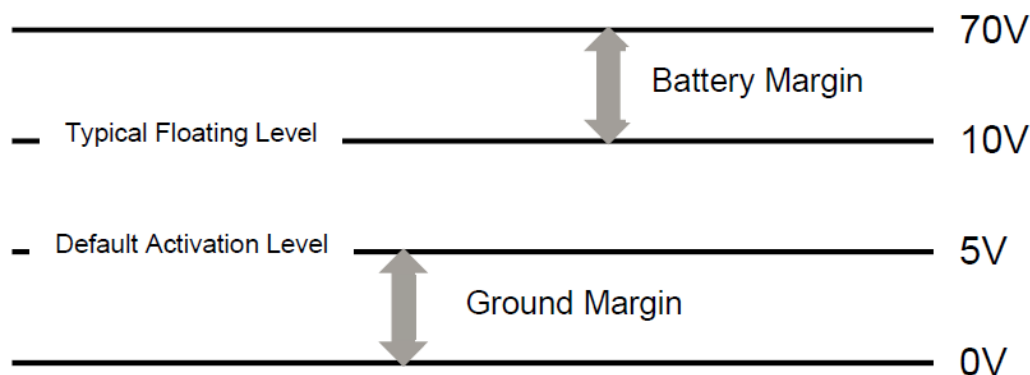 70V
Battery Margin
Typical Floating Level
10V
Default Activation Level
5V
Ground Margin
0V